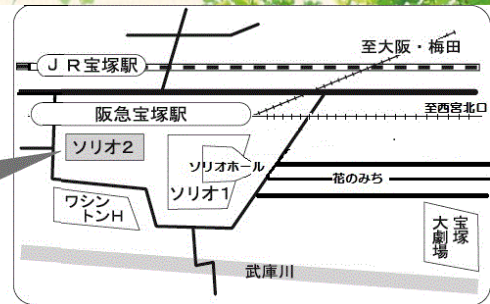 至大阪・梅田
JR宝塚駅
阪急宝塚駅
至西宮北口
ソリオ2
ソリオホール
ソリオ1
花のみち
ワシン
トンH
宝塚
大劇場
武庫川